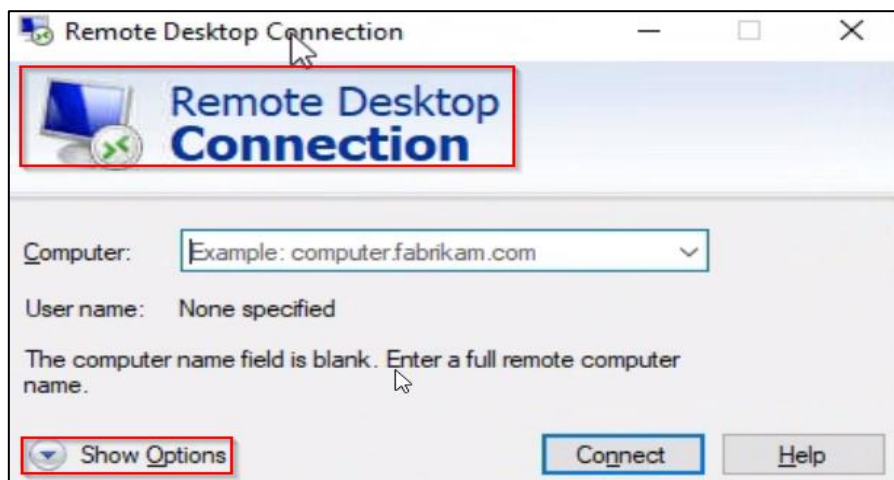 Remote Desktop Connection
Remote Desktop
Connection
Computer: Example: computer.fabrikam.com
User name: None specified
The computer name field is blank. Enter a full remote computer
name.
Show Options Connect Help